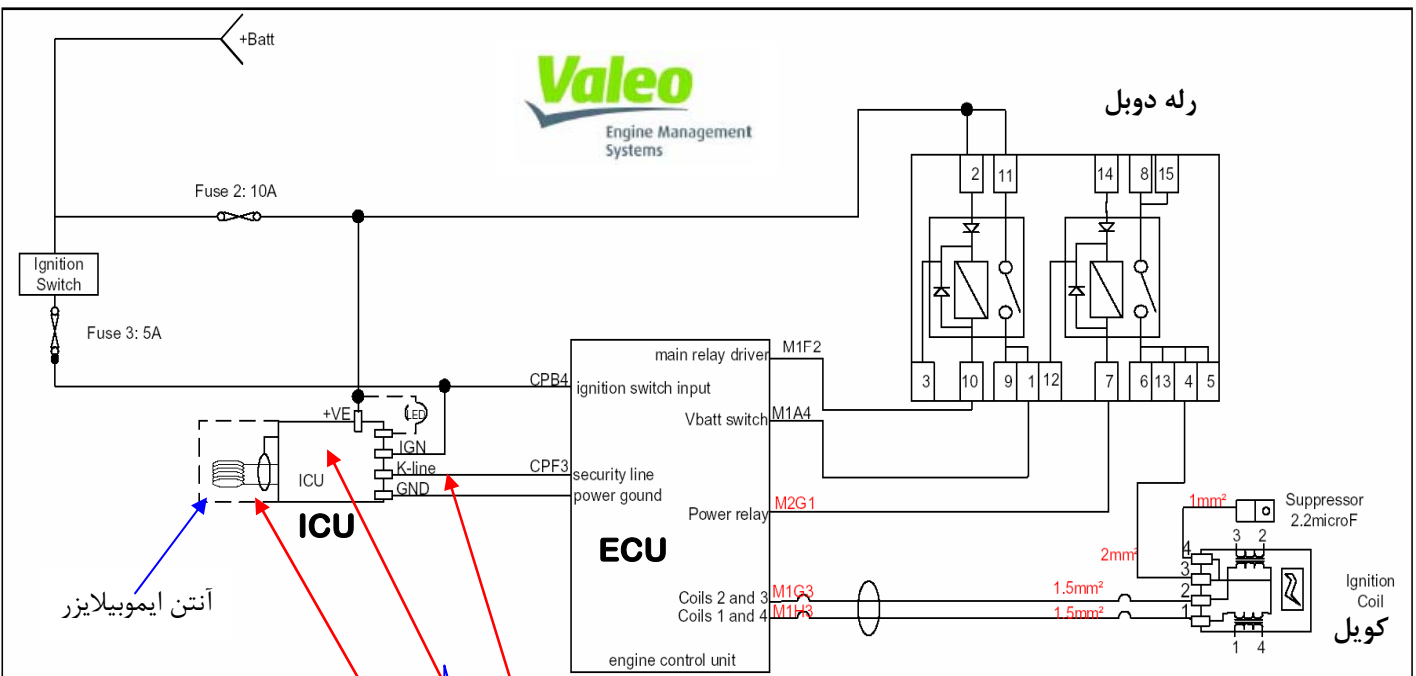 +Batt
Valeo
Engine Management
Systems
رله دوبل
Fuse 2: 10A
2
11
14
8
15
Ignition
Switch
Fuse 3: 5A
main relay driver
M1F2
3
10
9
1
12
7
6
13
4
5
CPB4
ignition switch input
+VE
LED
Vbatt switch
M1A4
IGN
K-line
CPF3
security line
ICU
GND
power gound
ICU
Power relay
M2G1
1mm²
Suppressor
2.2microF
ECU
3
2
2mm²
4
3
2
1
Ignition
Coil
کویل
آنتن ایموبیلایزر
Coils 2 and 3
M1G3
1.5mm²
Coils 1 and 4
M1H3
1.5mm²
1
4
engine control unit